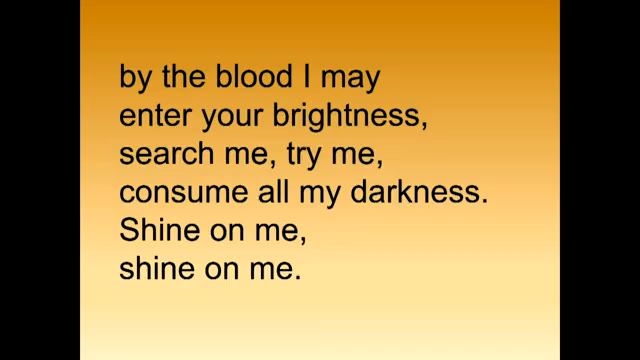 by the blood I may
enter your brightness,
search me, try me,
consume all my darkness.
Shine on me,
shine on me.